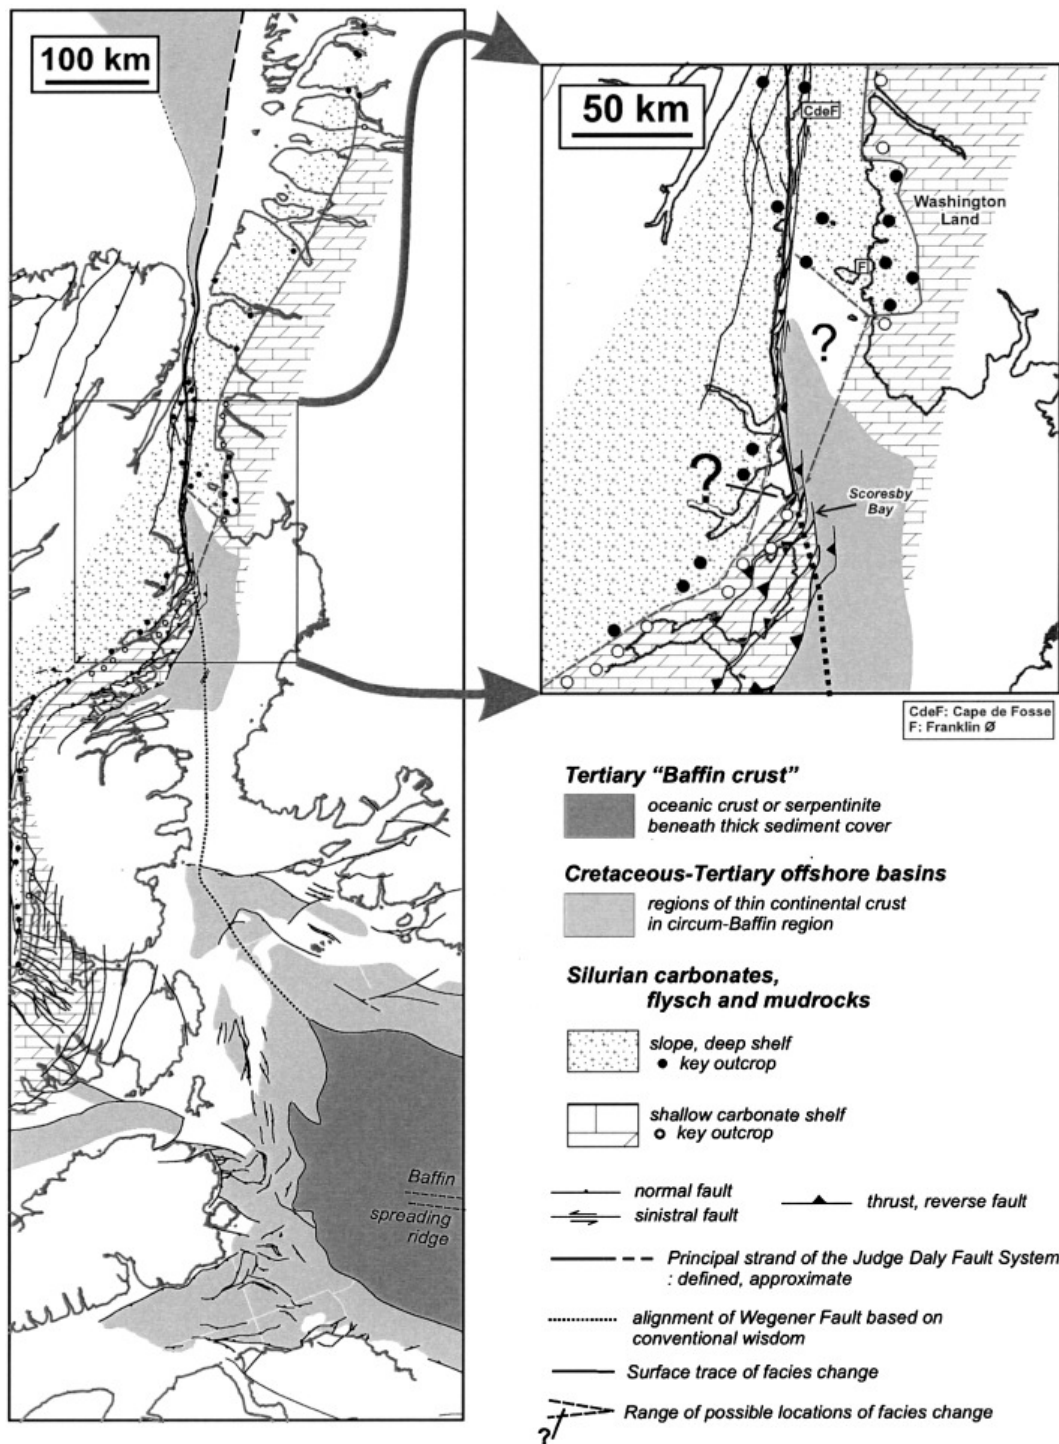 100 km
50 km
CdeF
Washington
Land
F
?
?
Scoresby
Bay
CdeF: Cape de Fosse
F: Franklin Ø
Baffin
spreading
ridge
Tertiary “Baffin crust”
oceanic crust or serpentinite
beneath thick sediment cover
Cretaceous-Tertiary offshore basins
regions of thin continental crust
in circum-Baffin region
Silurian carbonates,
flysch and mudrocks
slope, deep shelf
key outcrop
shallow carbonate shelf
key outcrop
normal fault
sinistral fault
thrust, reverse fault
Principal strand of the Judge Daly Fault System
: defined, approximate
alignment of Wegener Fault based on
conventional wisdom
Surface trace of facies change
Range of possible locations of facies change
?